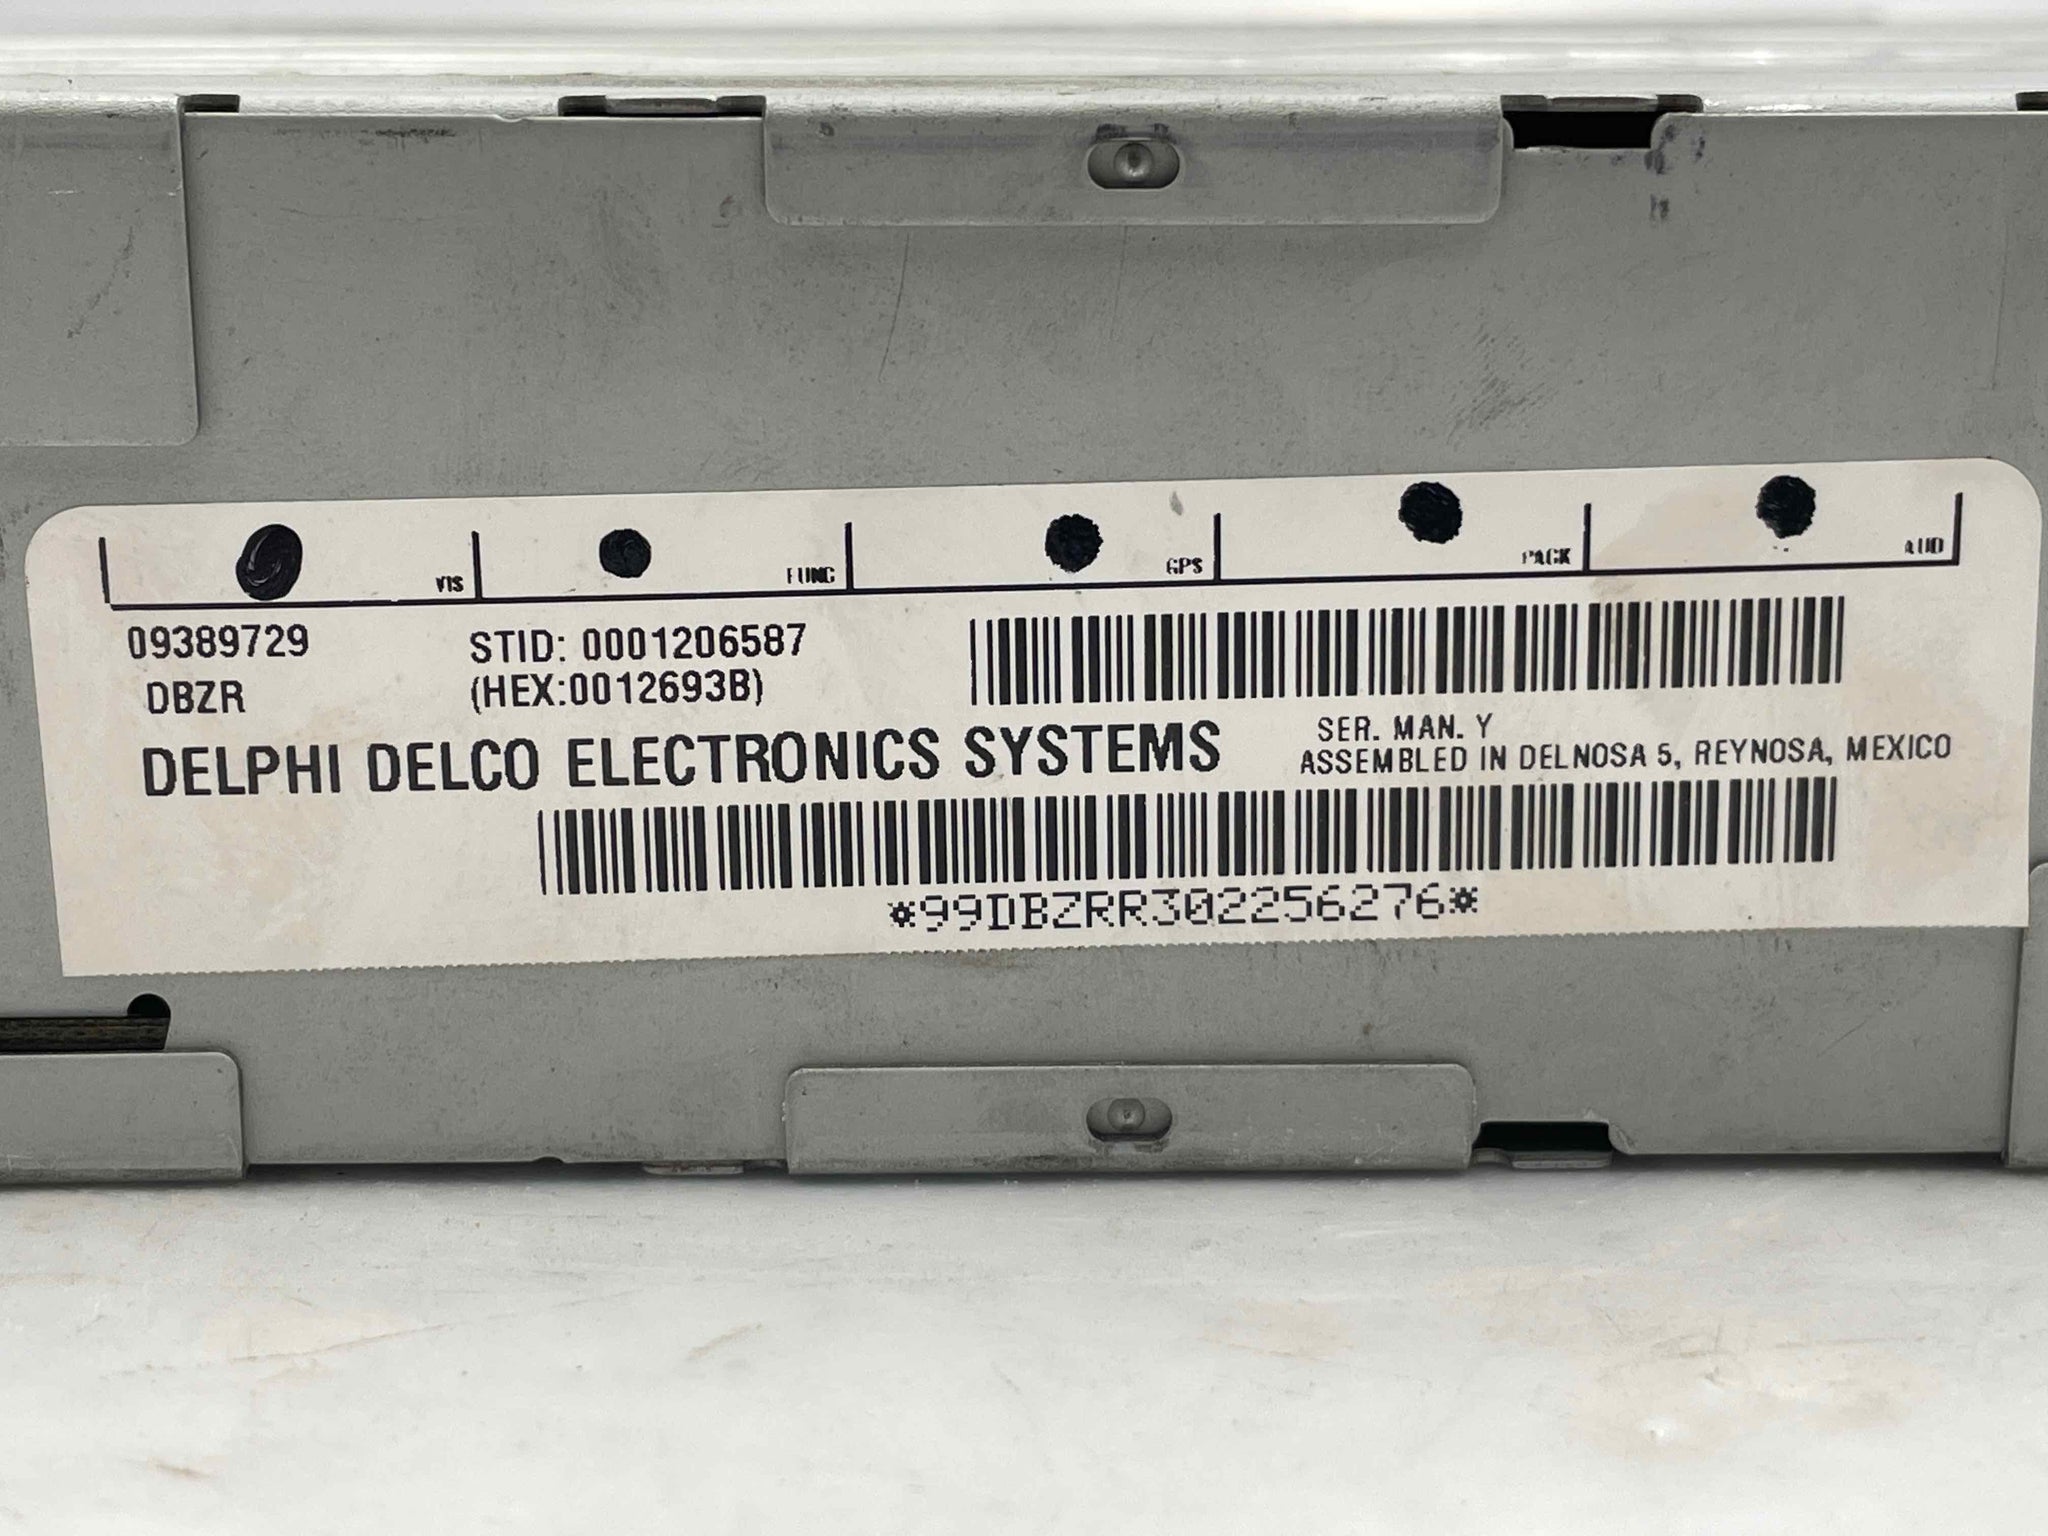 VIS FUNC GPS PACK AUD
09389729 STID: 0001206587
DBZR (HEX:0012693B)
DELPHI DELCO ELECTRONICS SYSTEMS
SER. MAN. Y
ASSEMBLED IN DELNOSA 5, REYNOSA, MEXICO
*99DBZRR302256276*